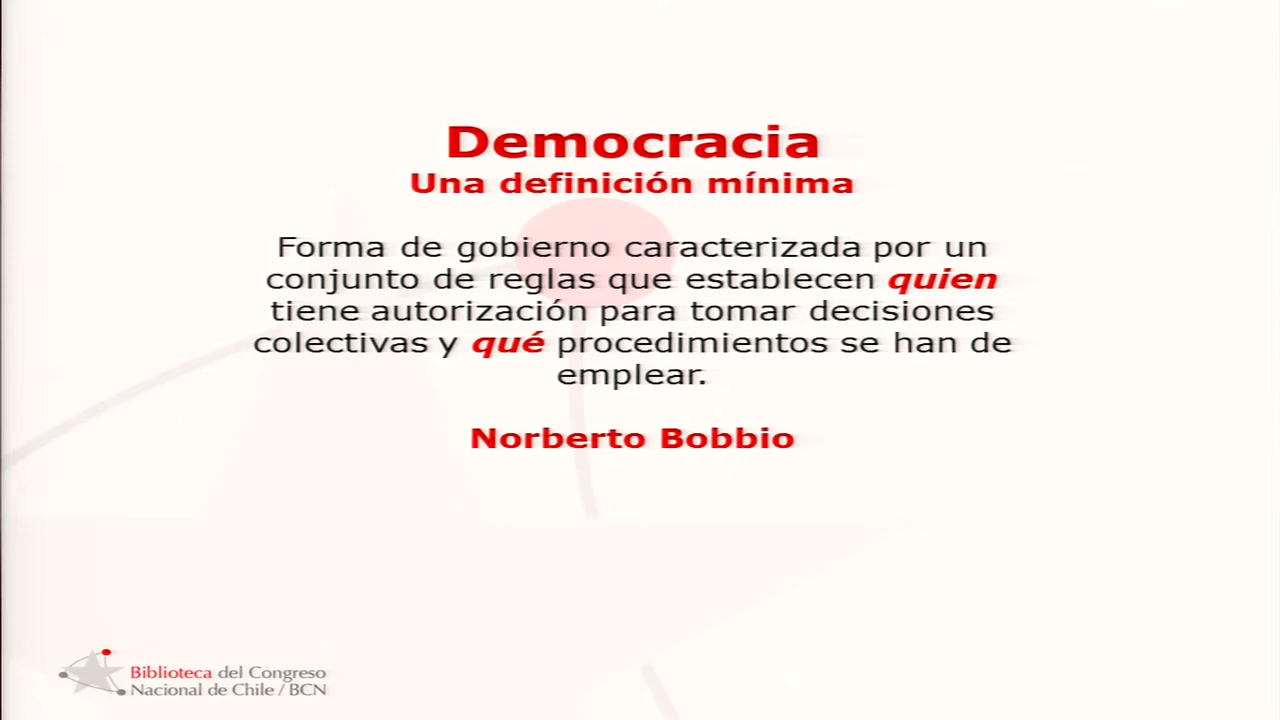 Democracia
Una definición mínima
Forma de gobierno caracterizada por un
conjunto de reglas que establecen quien
tiene autorización para tomar decisiones
colectivas y qué procedimientos se han de
emplear.
Norberto Bobbio
Biblioteca del Congreso
Nacional de Chile / BCN